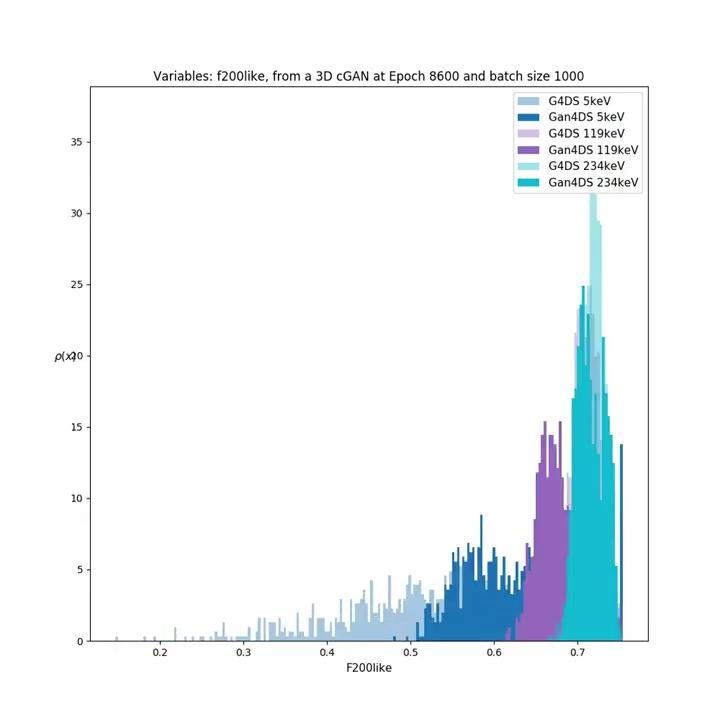 Variables: f200like, from a 3D cGAN at Epoch 8600 and batch size 1000
G4DS 5keV
Gan4DS 5keV
G4DS 119keV
Gan4DS 119keV
G4DS 234keV
Gan4DS 234keV
35
30
25
ρ(x)
20
15
10
5
0
0.2 0.3 0.4 0.5 0.6 0.7
F200like